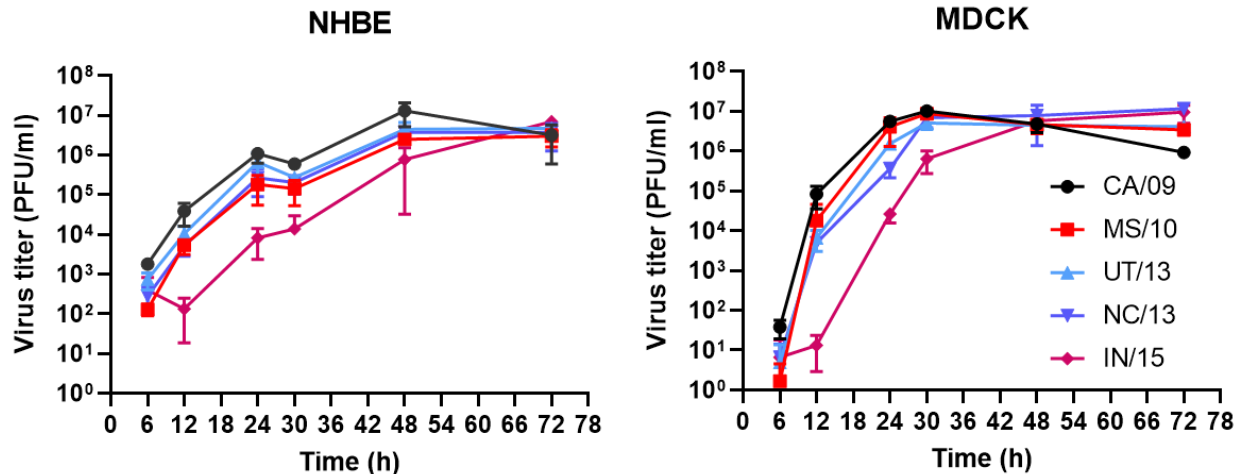 NHBE
Virus titer (PFU/ml)
10⁸
10⁷
10⁶
10⁵
10⁴
10³
10²
10¹
10⁰
0 6 12 18 24 30 36 42 48 54 60 66 72 78
Time (h)
MDCK
Virus titer (PFU/ml)
10⁸
10⁷
10⁶
10⁵
10⁴
10³
10²
10¹
10⁰
0 6 12 18 24 30 36 42 48 54 60 66 72 78
Time (h)
CA/09
MS/10
UT/13
NC/13
IN/15